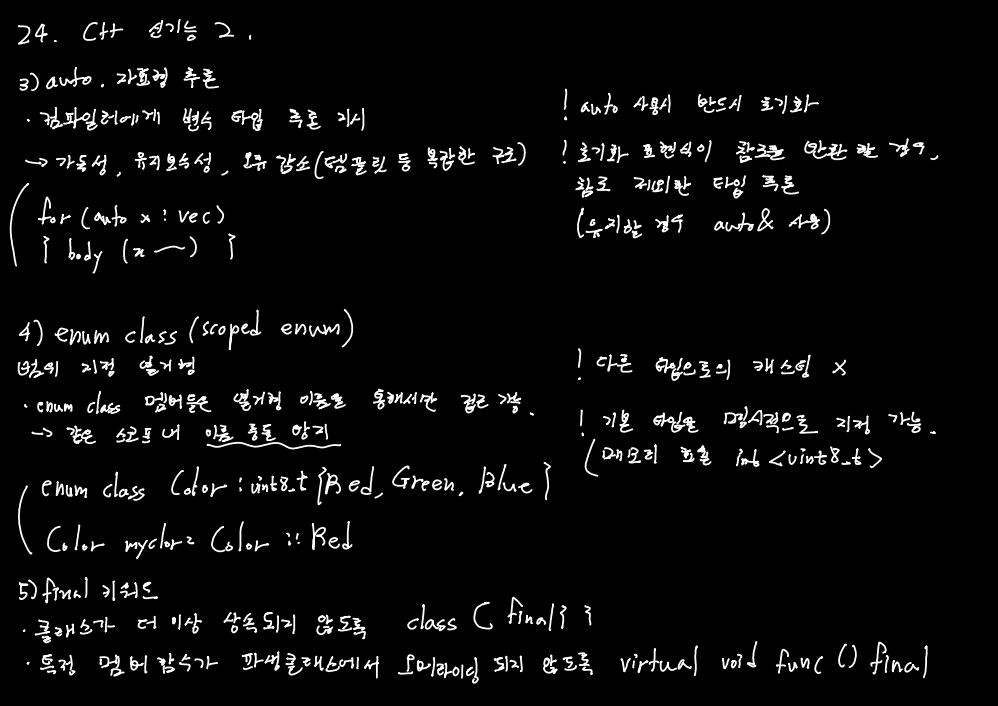 24. C++ 신기능 2.
3) auto. 자료형 추론
· 컴파일러에게 변수 타입 추론 지시
→ 가독성, 유지보수성, 오류 감소 (템플릿 등 복잡한 구조)
for (auto x : vec)
{ body (x ) }
! auto 사용시 반드시 초기화
! 초기화 표현식이 참조를 반환 할 경우,
참조 제외한 타입 추론
(유지할 경우 auto& 사용)
4) enum class (scoped enum)
범위 지정 열거형
· enum class 멤버들은 열거형 이름을 통해서만 접근 가능.
→ 같은 스코프 내 이름 충돌 방지
enum class Color : uint8_t {Red, Green, Blue}
Color myclor = Color :: Red
! 다른 타입으로의 캐스팅 X
! 기본 타입을 명시적으로 지정 가능.
(메모리 효율 int <uint8_t>
5) final 키워드
· 클래스가 더 이상 상속되지 않도록 class C final { }
· 특정 멤버함수가 파생클래스에서 오버라이딩 되지 않도록 virtual void func () final